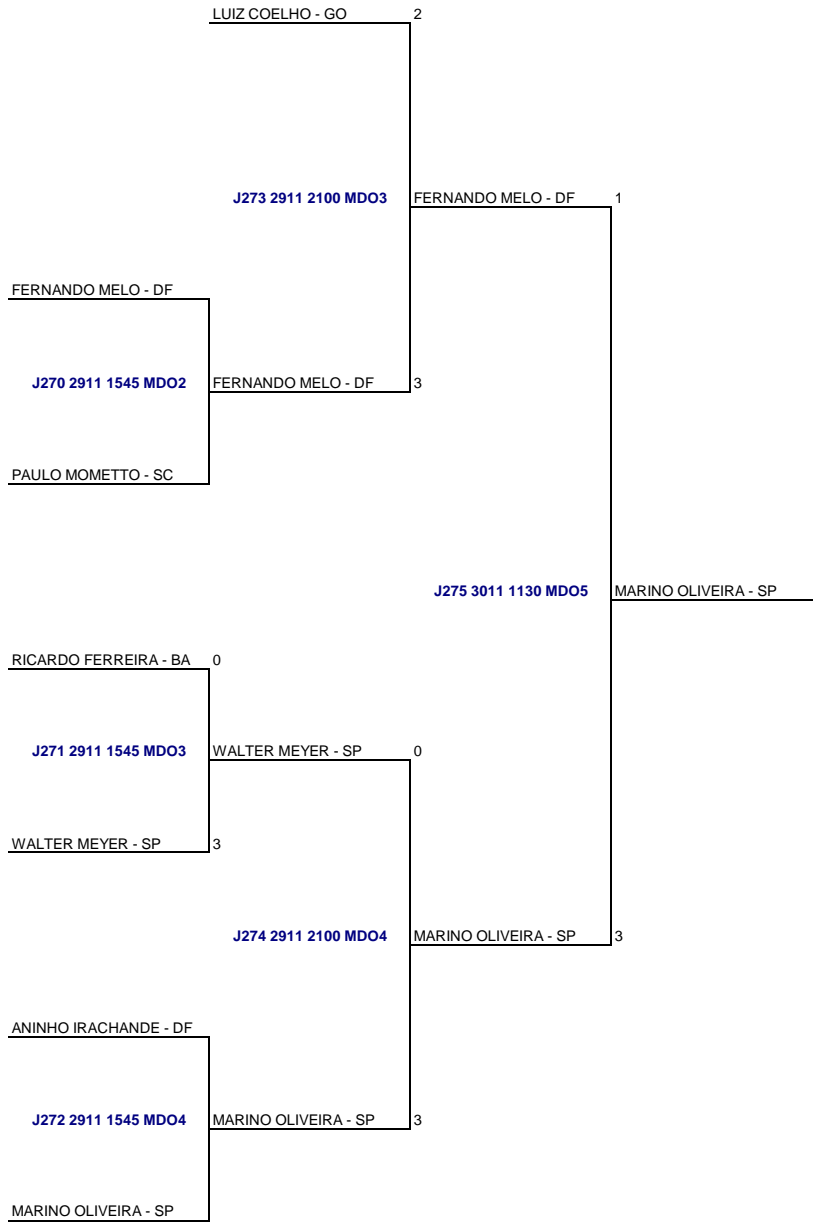 LUIZ COELHO - GO 2
J273 2911 2100 MDO3 FERNANDO MELO - DF 1
FERNANDO MELO - DF
J270 2911 1545 MDO2 FERNANDO MELO - DF 3
PAULO MOMETTO - SC
J275 3011 1130 MDO5 MARINO OLIVEIRA - SP
RICARDO FERREIRA - BA 0
J271 2911 1545 MDO3 WALTER MEYER - SP 0
WALTER MEYER - SP 3
J274 2911 2100 MDO4 MARINO OLIVEIRA - SP 3
ANINHO IRACHANDE - DF
J272 2911 1545 MDO4 MARINO OLIVEIRA - SP 3
MARINO OLIVEIRA - SP